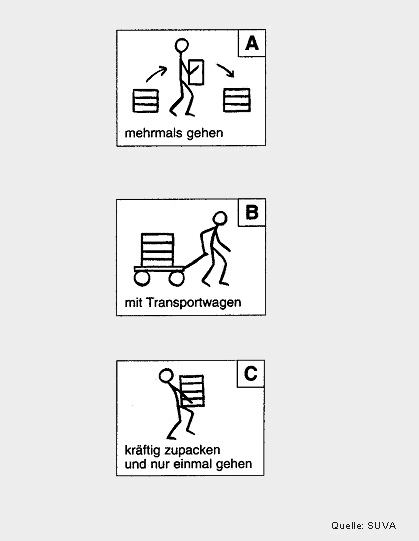 A
mehrmals gehen
B
mit Transportwagen
C
kräftig zupacken
und nur einmal gehen
Quelle: SUVA